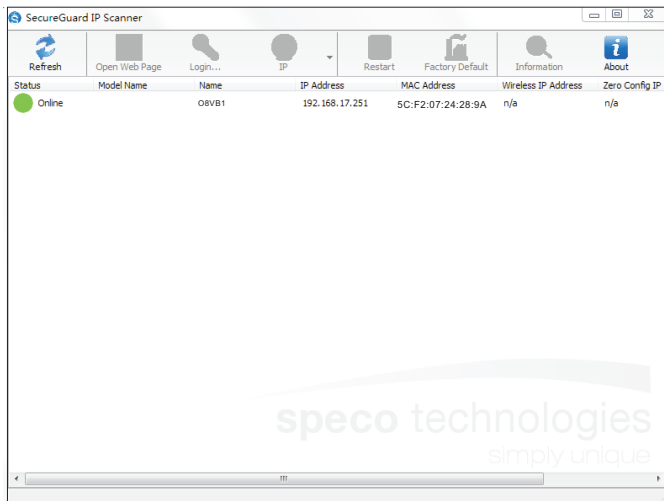 SecureGuard IP Scanner
Refresh Open Web Page Login... IP Restart Factory Default Information About
Status Model Name Name IP Address MAC Address Wireless IP Address Zero Config IP
Online O8VB1 192.168.17.251 5C:F2:07:24:28:9A n/a n/a
speco technologies
simply unique